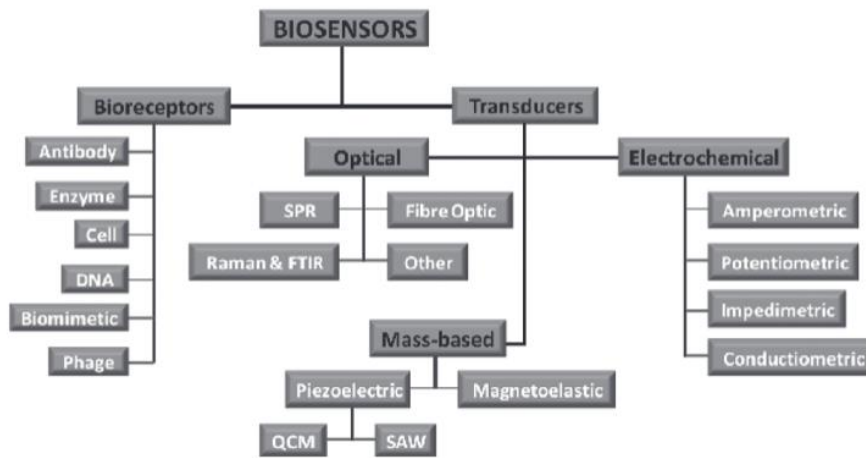 BIOSENSORS
Bioreceptors
Transducers
Antibody
Enzyme
Cell
DNA
Biomimetic
Phage
Optical
SPR
Fibre Optic
Raman & FTIR
Other
Electrochemical
Amperometric
Potentiometric
Impedimetric
Conductiometric
Mass-based
Piezoelectric
Magnetoelastic
QCM
SAW